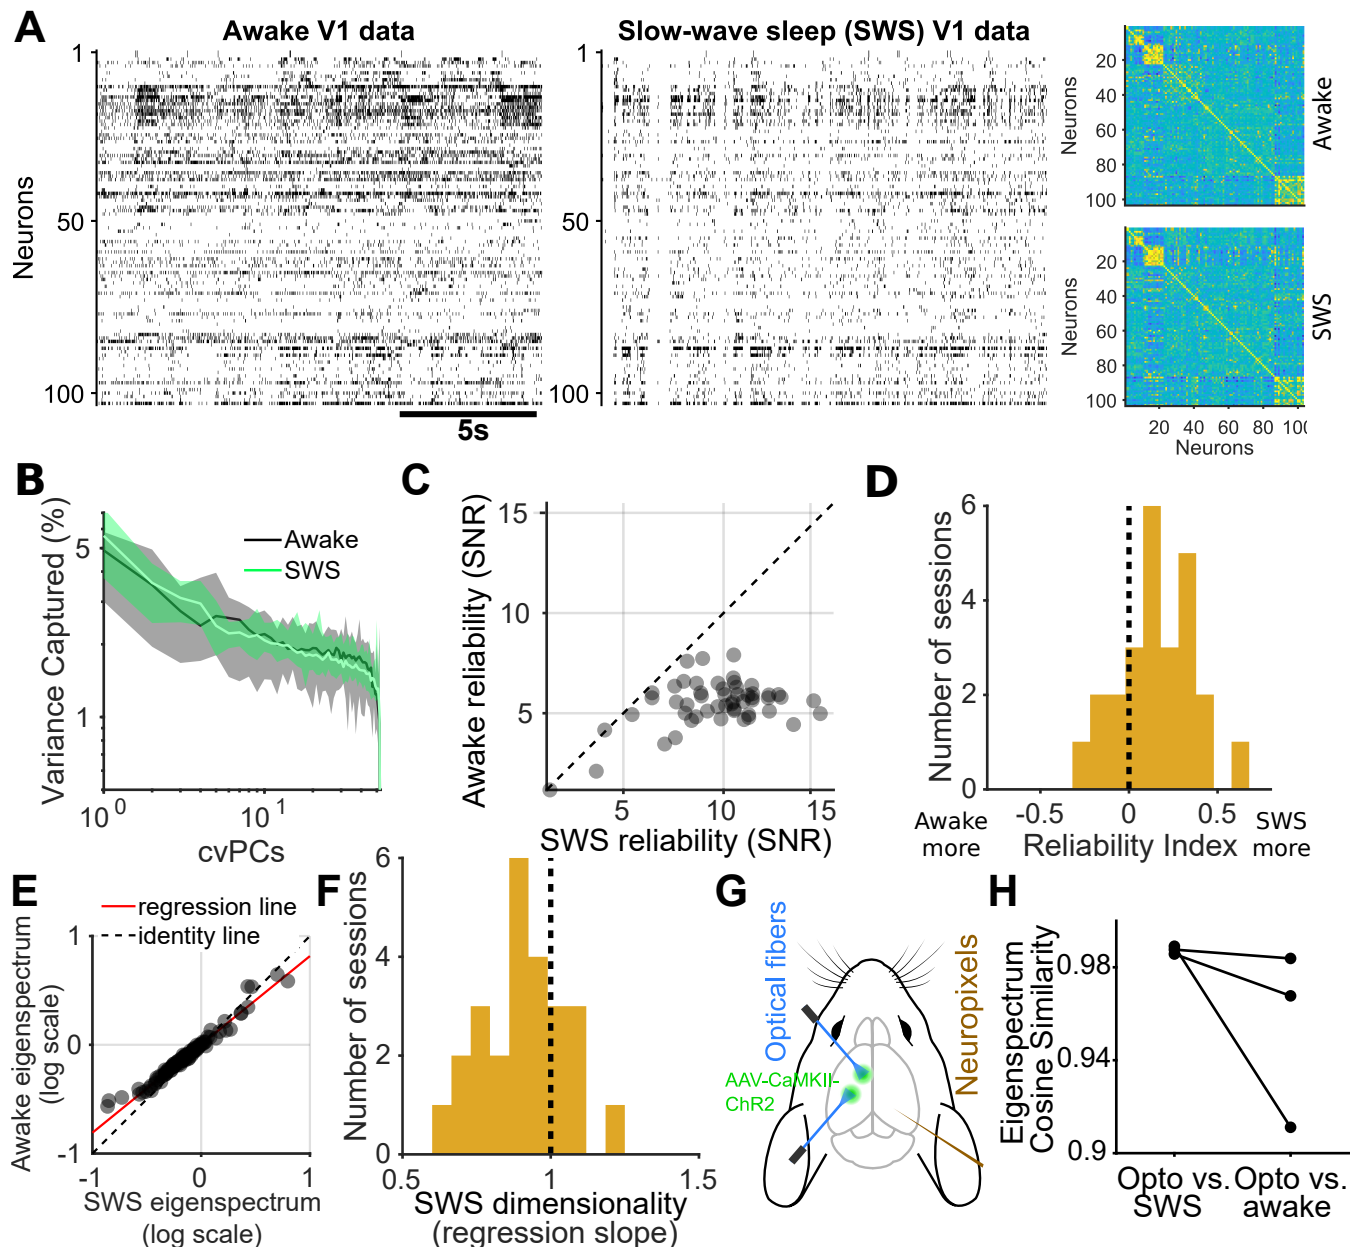 A
Awake V1 data
Slow-wave sleep (SWS) V1 data
1
50
100
Neurons
5s
1
50
100
20
40
60
80
100
Neurons
Awake
20
40
60
80
100
Neurons
SWS
20 40 60 80 10
Neurons
B
Variance Captured (%)
5
1
Awake
SWS
10^0 10^1
cvPCs
C
Awake reliability (SNR)
15
10
5
5 10 15
SWS reliability (SNR)
D
Number of sessions
6
4
2
0
-0.5 0 0.5
Awake more
Reliability Index
SWS more
E
Awake eigenspectrum
(log scale)
regression line
identity line
1
0
-1
-1 0 1
SWS eigenspectrum
(log scale)
F
Number of sessions
6
4
2
0
0.5 1 1.5
SWS dimensionality
(regression slope)
G
Optical fibers
AAV-CaMKII-
ChR2
Neuropixels
H
Eigenspectrum
Cosine Similarity
0.98
0.94
0.9
Opto vs. Opto vs.
SWS awake